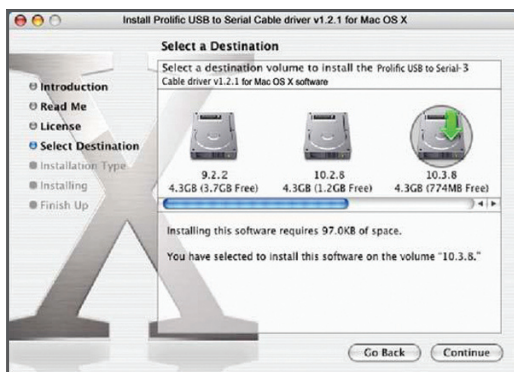 Install Prolific USB to Serial Cable driver v1.2.1 for Mac OS X
Select a Destination
Select a destination volume to install the Prolific USB to Serial-3
Cable driver v1.2.1 for Mac OS X software
Introduction
Read Me
License
Select Destination
Installation Type
Installing
Finish Up
9.2.2
4.3GB (3.7GB Free)
10.2.8
4.3GB (1.2GB Free)
10.3.8
4.3GB (774MB Free)
Installing this software requires 97.0KB of space.
You have selected to install this software on the volume "10.3.8."
Go Back
Continue